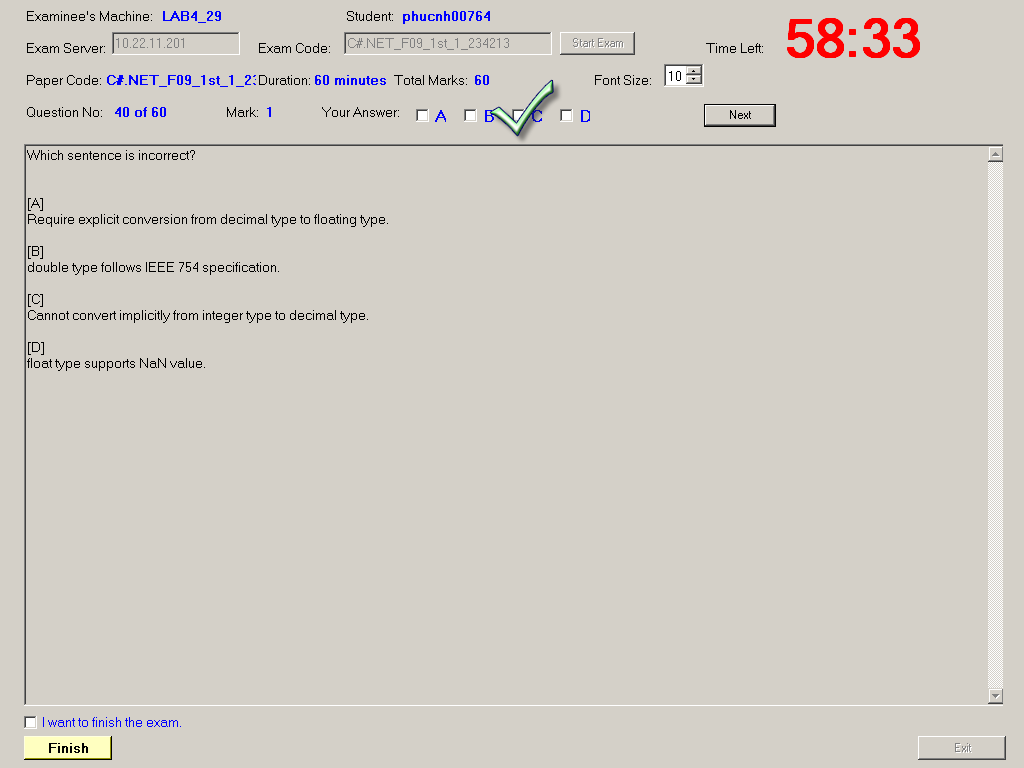 Examinee's Machine: LAB4_29 Student: phucnh00764
Exam Server: 10.22.11.201 Exam Code: C#.NET_F09_1st_1_234213 Start Exam Time Left: 58:33
Paper Code: C#.NET_F09_1st_1_23 Duration: 60 minutes Total Marks: 60 Font Size: 10
Question No: 40 of 60 Mark: 1 Your Answer: A B C D Next
Which sentence is incorrect?
[A]
Require explicit conversion from decimal type to floating type.
[B]
double type follows IEEE 754 specification.
[C]
Cannot convert implicitly from integer type to decimal type.
[D]
float type supports NaN value.
I want to finish the exam.
Finish Exit